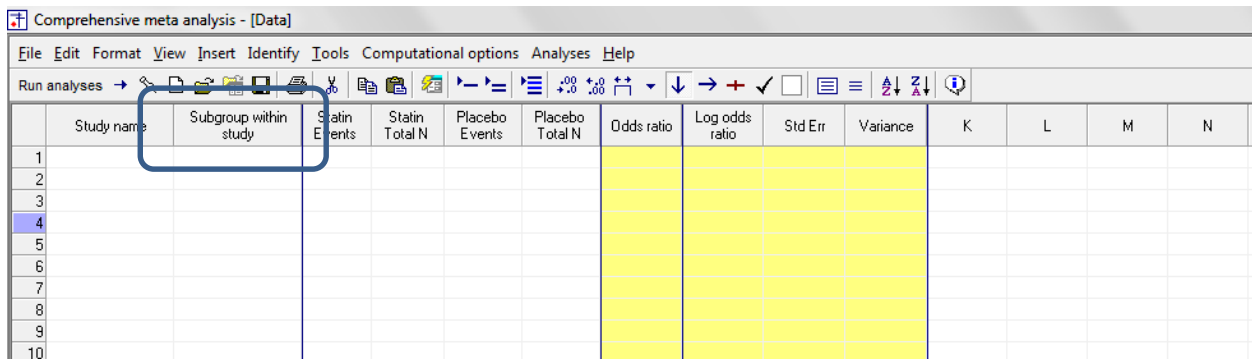 Comprehensive meta analysis - [Data]
File Edit Format View Insert Identify Tools Computational options Analyses Help
Run analyses
Study name Subgroup within study Statin Events Statin Total N Placebo Events Placebo Total N Odds ratio Log odds ratio Std Err Variance K L M N
1
2
3
4
5
6
7
8
9
10